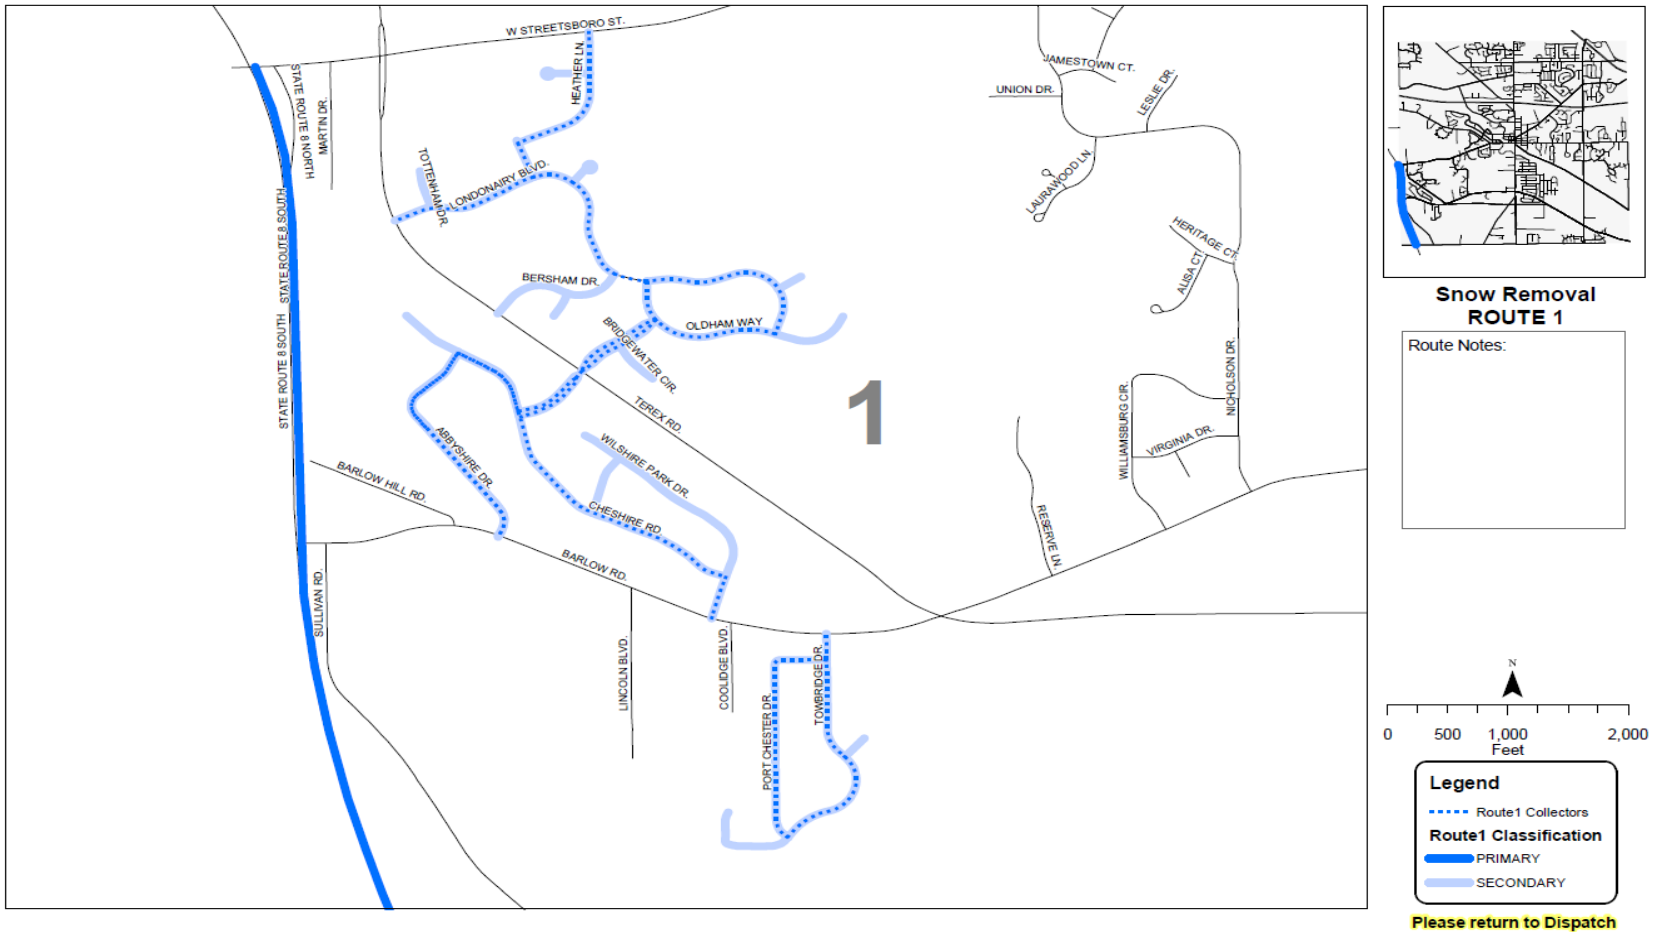 W STREETSBORO ST.
HEATHER LN.
STATE ROUTE 8 NORTH
MARTIN DR.
JAMESTOWN CT.
UNION DR.
LESLIE DR.
TOTTENHAM DR.
LONDONAIRY BLVD.
LAURAWOOD LN.
STATE ROUTE 8 SOUTH
STATE ROUTE 8 SOUTH
HERITAGE CT.
ALISA CT.
BERSHAM DR.
BRIDGEWATER CIR.
OLDHAM WAY
STATE ROUTE 8 SOUTH
1
TEREX RD.
NICHOLSON DR.
WILLIAMSBURG CIR.
VIRGINIA DR.
ABBYSHIRE DR.
WILSHIRE PARK DR.
BARLOW HILL RD.
CHESHIRE RD.
RESERVE LN.
BARLOW RD.
SULLIVAN RD.
LINCOLN BLVD.
COOLIDGE BLVD.
TOWBRIDGE DR.
PORT CHESTER DR.
Snow Removal
ROUTE 1
Route Notes:
N
0 500 1,000 2,000
Feet
Legend
Route1 Collectors
Route1 Classification
PRIMARY
SECONDARY
Please return to Dispatch